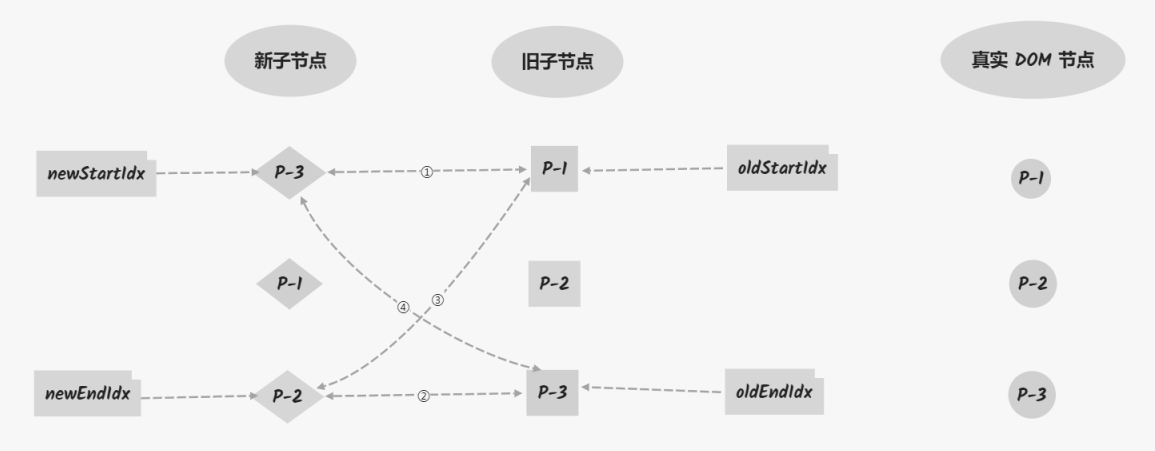 新子节点
旧子节点
真实 DOM 节点
newStartIdx
P-3
①
P-1
oldStartIdx
P-1
P-1
P-2
P-2
④
③
newEndIdx
P-2
②
P-3
oldEndIdx
P-3